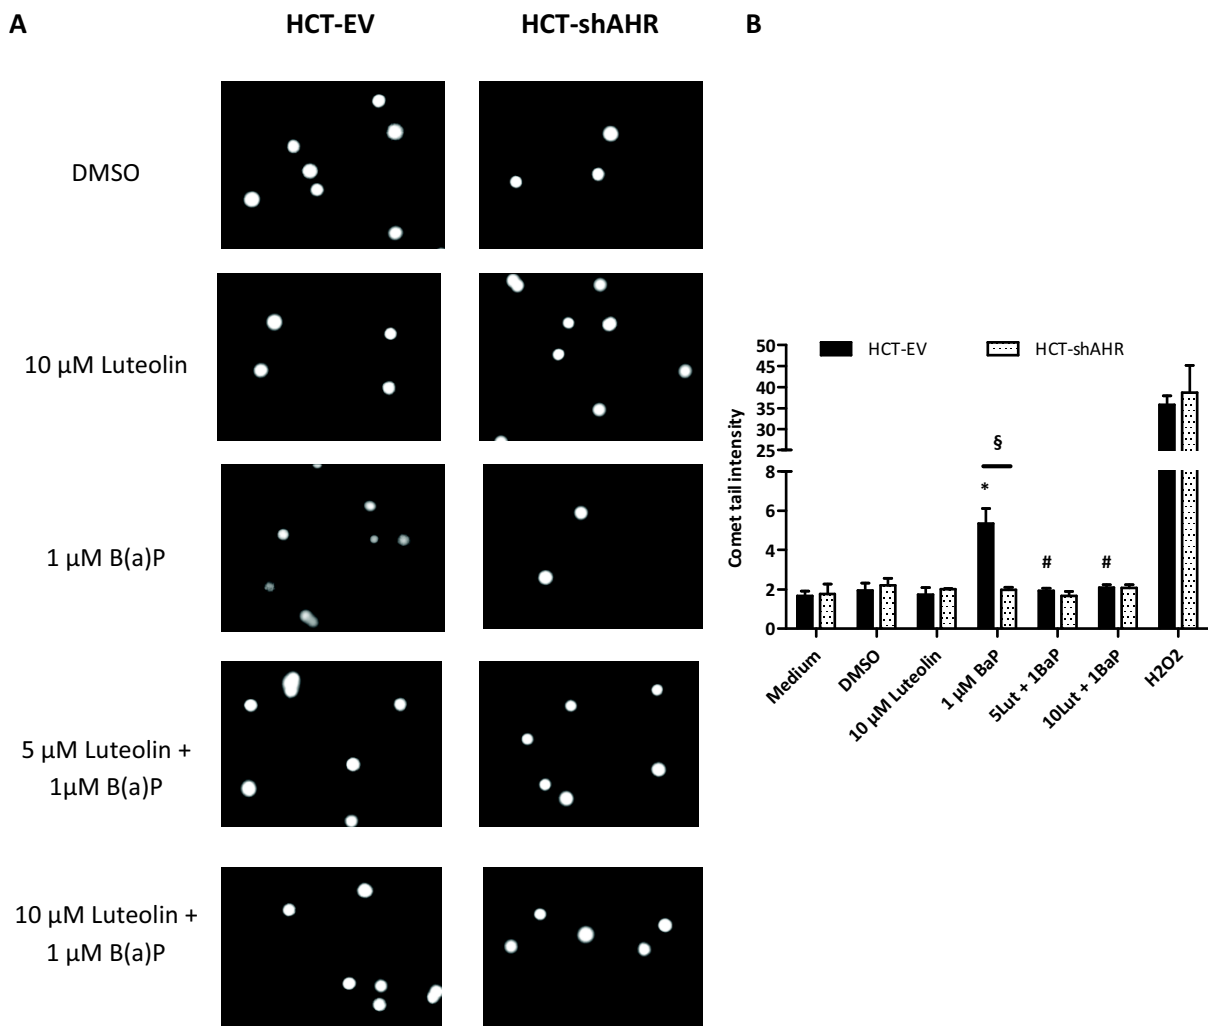 A
HCT-EV
HCT-shAHR
B
DMSO
10 µM Luteolin
1 µM B(a)P
5 µM Luteolin +
1µM B(a)P
10 µM Luteolin +
1 µM B(a)P
HCT-EV
HCT-shAHR
Comet tail intensity
50
45
40
35
30
25
8
6
4
2
0
§
*
#
#
Medium
DMSO
10 µM Luteolin
1 µM BaP
5Lut + 1BaP
10Lut + 1BaP
H2O2